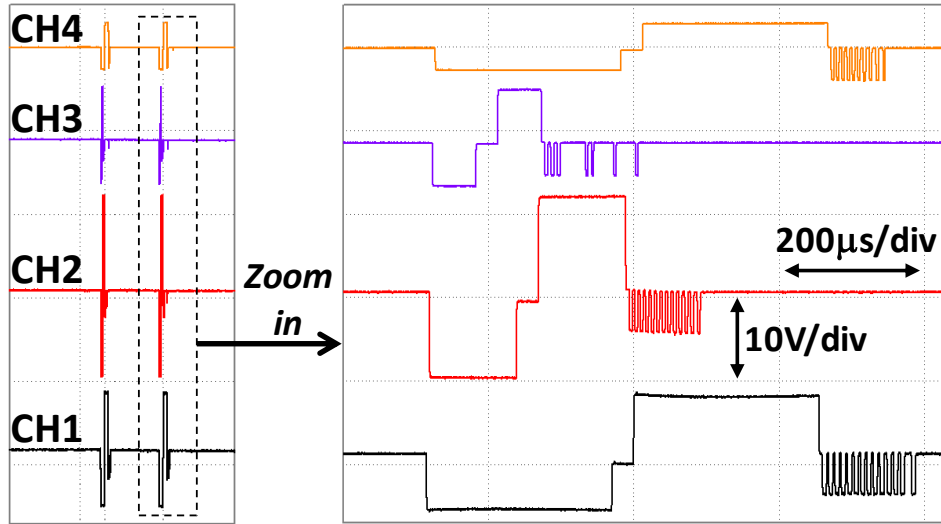 CH4
CH3
CH2
CH1
Zoom
in
200μs/div
10V/div